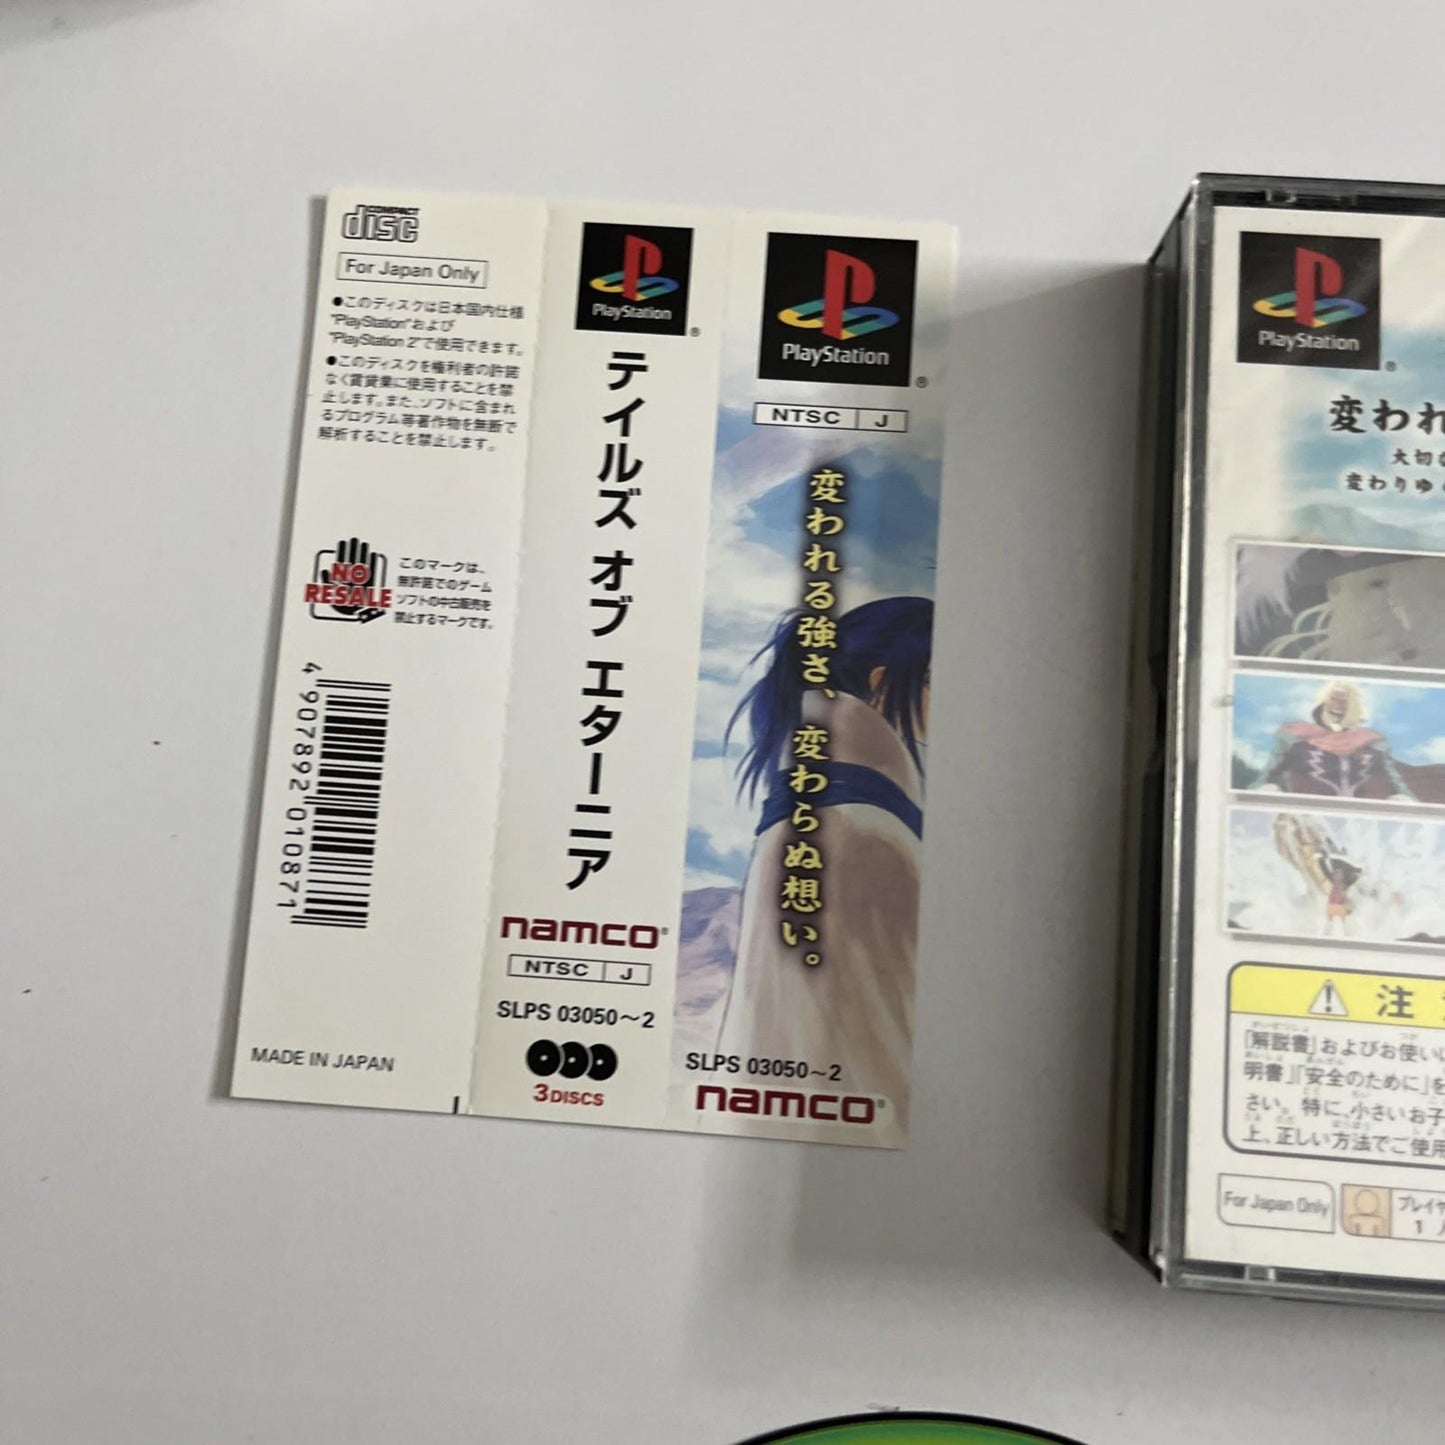 COMPACT
disc
For Japan Only
●このディスクは日本国内仕様
"PlayStation"および
"PlayStation 2"で使用できます。
●このディスクを権利者の許諾
なく賃貸業に使用することを禁
止します。また、ソフトに含まれ
るプログラム等著作物を無断で
解析することを禁止します。
NO
RESALE
このマークは、
無許諾でのゲーム
ソフトの中古販売を
禁止するマークです。
4 907892 010871
MADE IN JAPAN
PlayStation
®
テイルズ オブ エターニア
namco®
NTSC J
SLPS 03050〜2
3DISCS
PlayStation
®
NTSC J
変われる強さ、変わらぬ想い。
SLPS 03050〜2
namco®
PlayStation
®
変われ
大切
変わりゆ
注
「解説書」およびお使い
明書」「安全のために」を
さい。特に、小さいお子
上、正しい方法でご使用
For Japan Only
プレイヤ
1